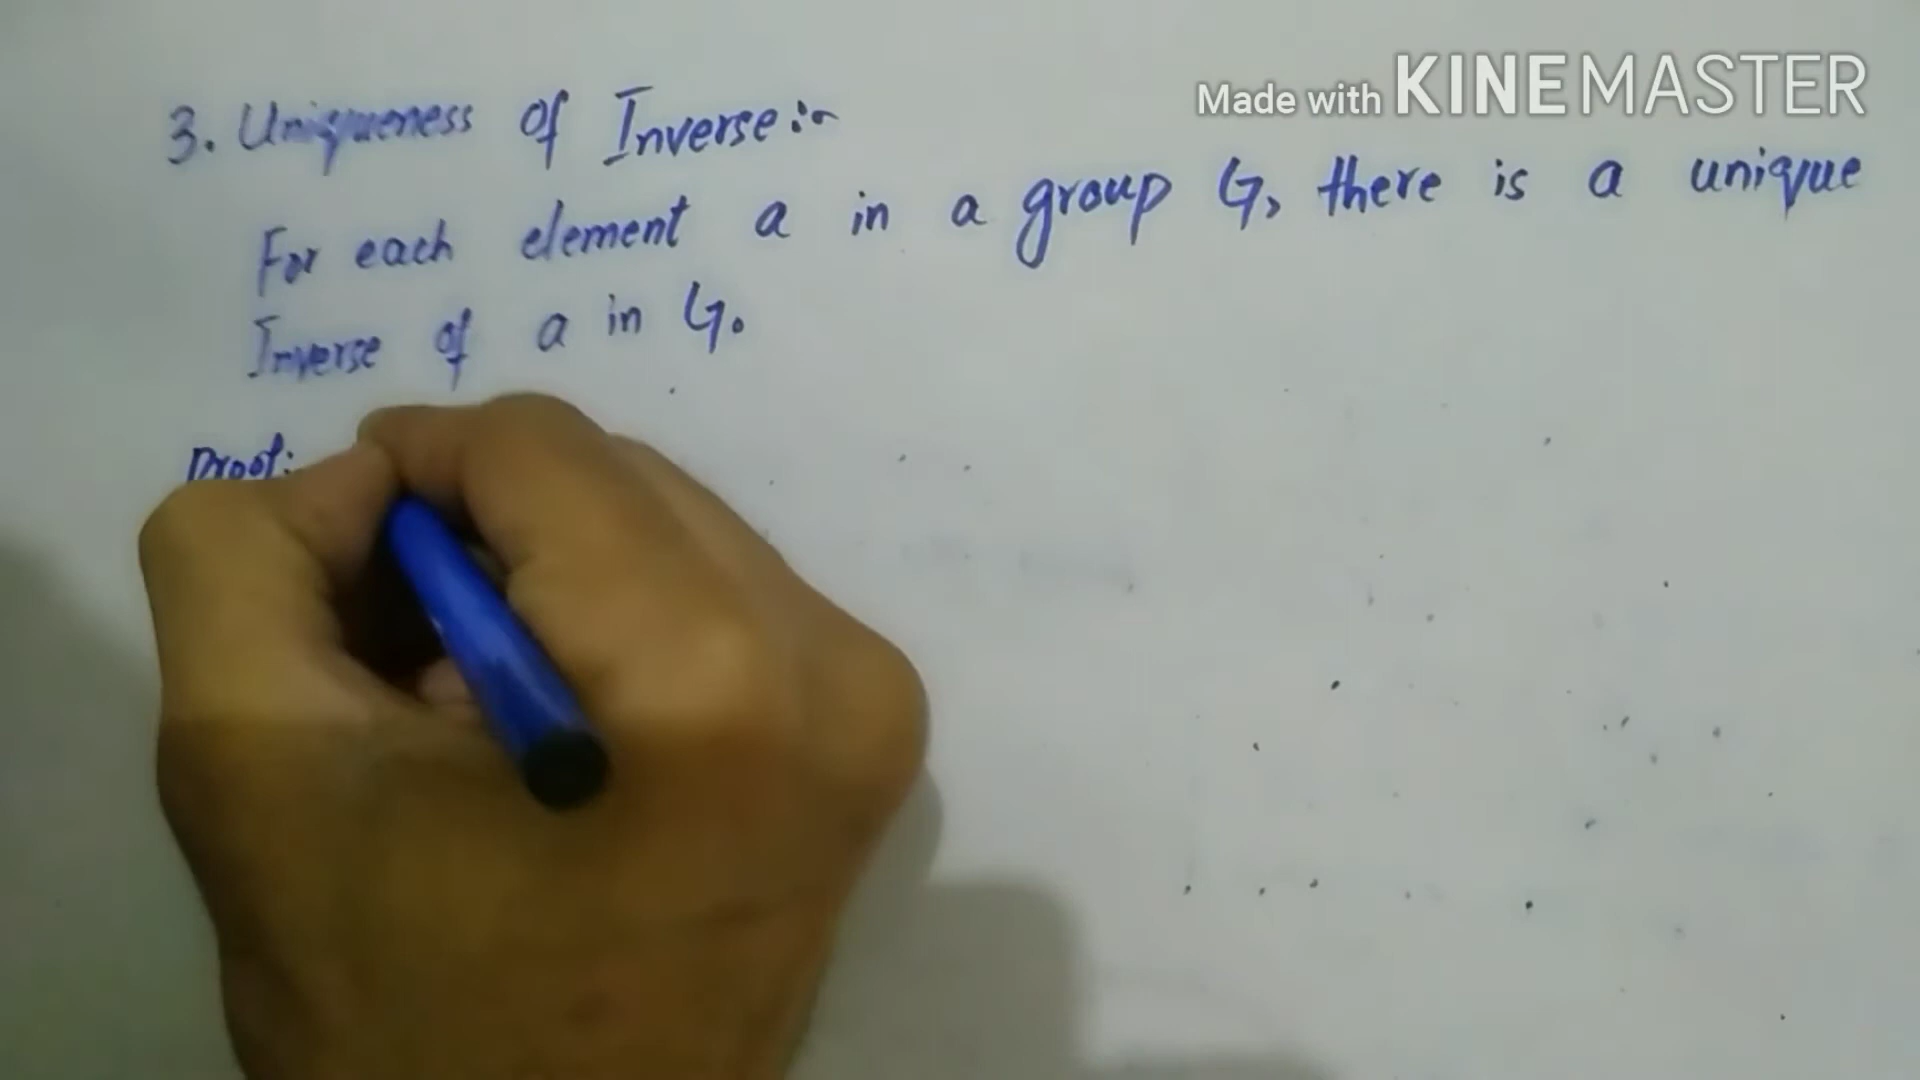 Made with KINEMASTER
3. Uniqueness of Inverse:-
For each element a in a group G, there is a unique
Inverse of a in G.
Proof: